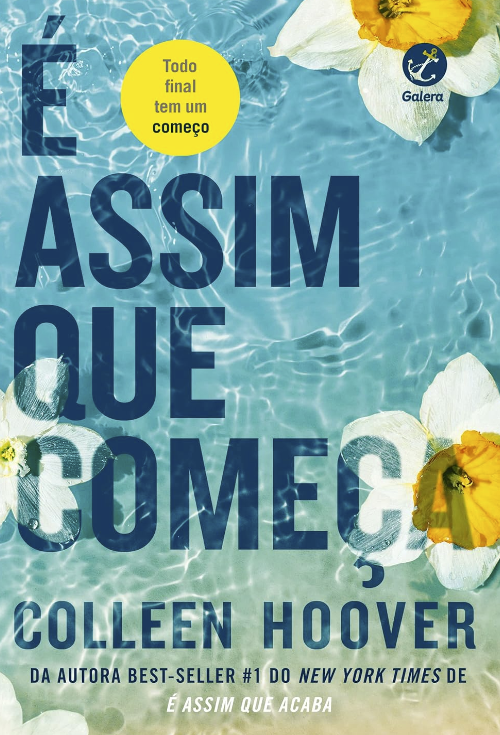 Todo
final
tem um
começo
Galera
É
ASSIM
QUE
COMEÇA
COLLEEN HOOVER
DA AUTORA BEST-SELLER #1 DO NEW YORK TIMES DE
É ASSIM QUE ACABA